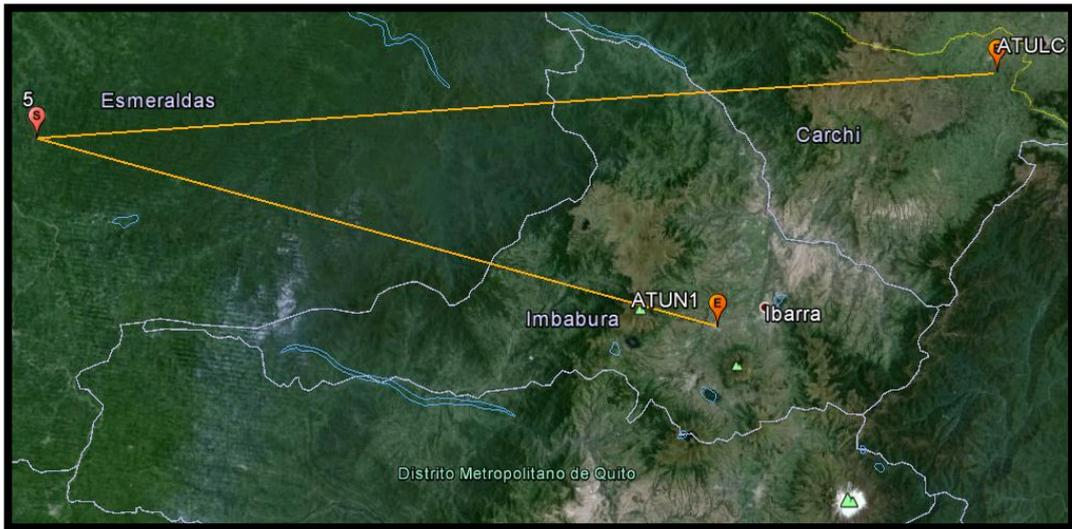 ATULC
5
S
Esmeraldas
Carchi
ATUN1
E
Imbabura
Ibarra
Distrito Metropolitano de Quito